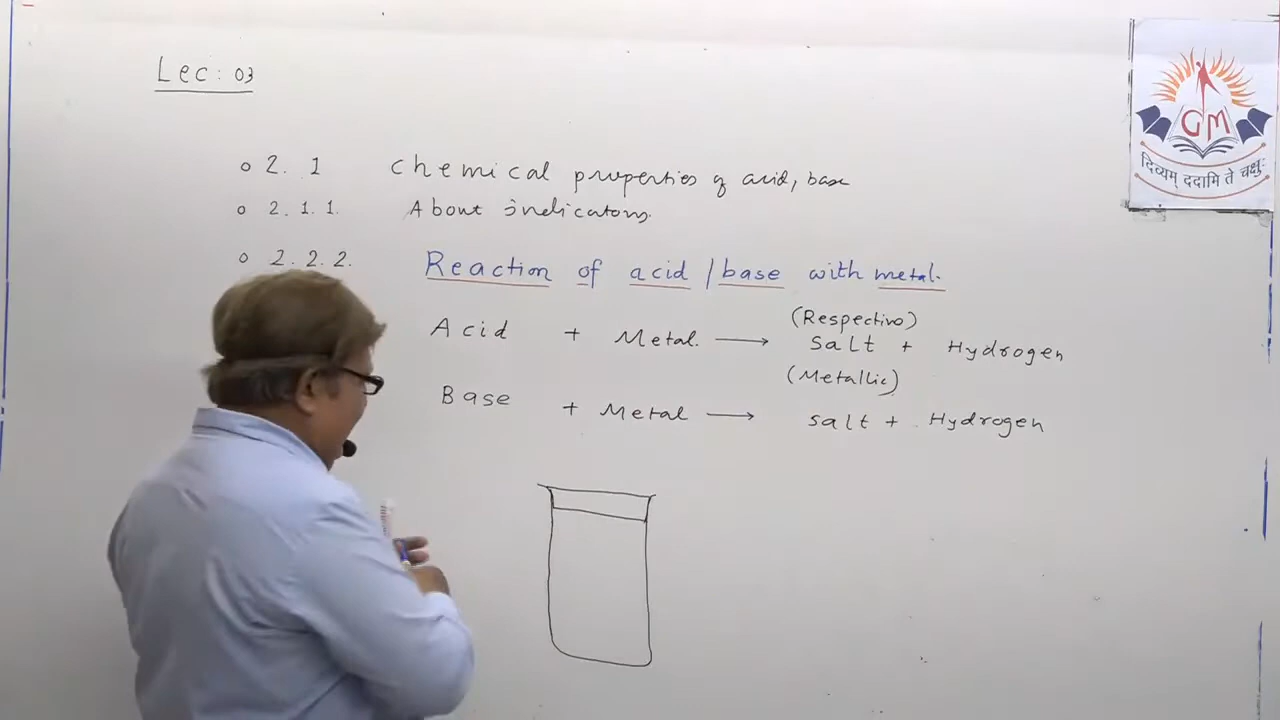 Lec: 03
o 2. 1 Chemical properties of acid, base
o 2. 1. 1. About indicators.
o 2. 2. 2. Reaction of acid / base with metal.
(Respective)
Acid + Metal. → Salt + Hydrogen
(Metallic)
Base + Metal → salt + Hydrogen
GM
दिव्यम् ददामि ते चक्षुः